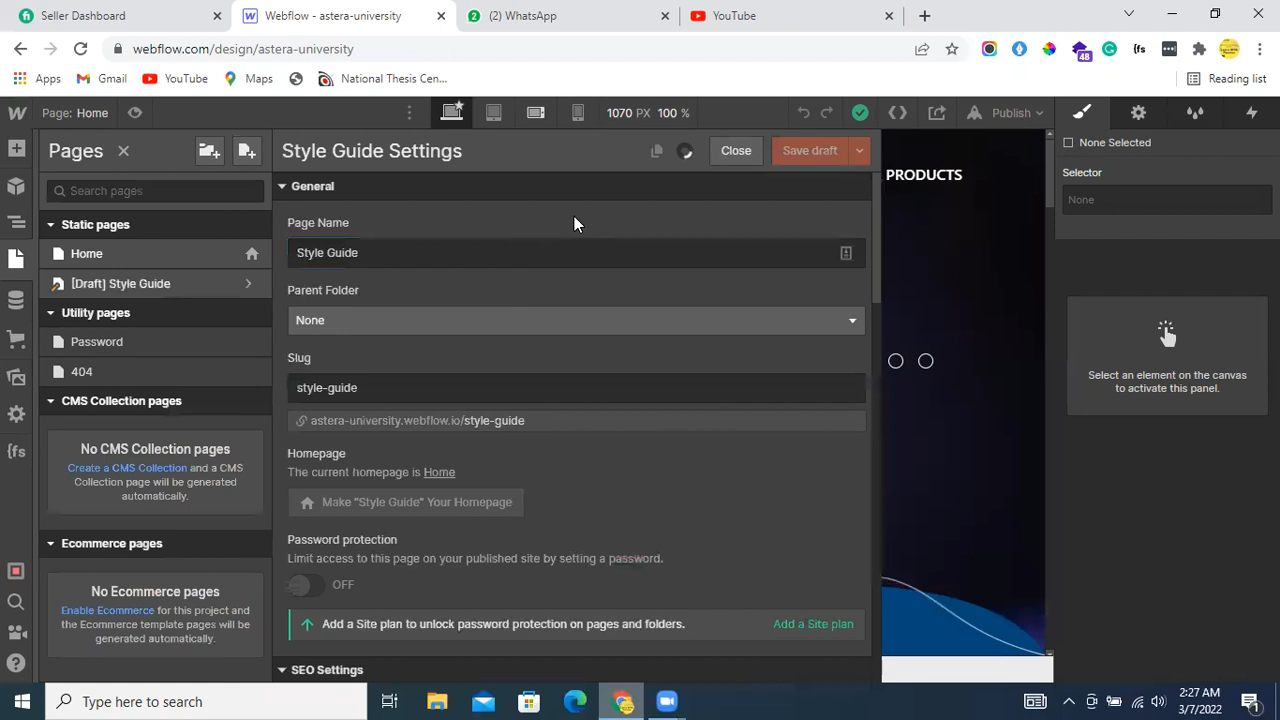 Seller Dashboard
Webflow - astera-university
(2) WhatsApp
YouTube
webflow.com/design/astera-university
48
{fs
Apps
Gmail
YouTube
Maps
National Thesis Cen...
Reading list
Page: Home
1070 PX 100 %
Publish
Pages
Style Guide Settings
Close
Save draft
None Selected
PRODUCTS
Search pages
General
Selector
None
Static pages
Page Name
Home
Style Guide
[Draft] Style Guide
Parent Folder
Utility pages
None
Password
Slug
404
style-guide
CMS Collection pages
astera-university.webflow.io/style-guide
Select an element on the canvas
to activate this panel.
{fs
No CMS Collection pages
Create a CMS Collection and a CMS
Collection page will be generated
automatically.
Homepage
The current homepage is Home
Make "Style Guide" Your Homepage
Ecommerce pages
Password protection
Limit access to this page on your published site by setting a password.
OFF
No Ecommerce pages
Enable Ecommerce for this project and
the Ecommerce template pages will be
generated automatically.
Add a Site plan to unlock password protection on pages and folders.
Add a Site plan
SEO Settings
Type here to search
2:27 AM
3/7/2022
1